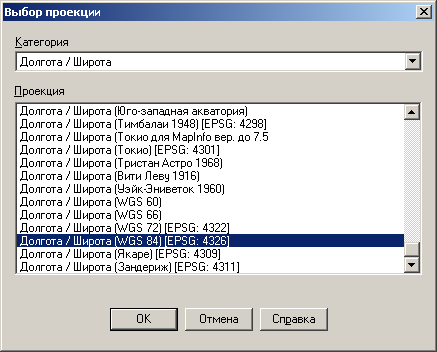 Выбор проекции
Категория
Долгота / Широта
Проекция
Долгота / Широта (Юго-западная акватория)
Долгота / Широта (Тимбалаи 1948) [EPSG: 4298]
Долгота / Широта (Токио для MapInfo вер. до 7.5
Долгота / Широта (Токио) [EPSG: 4301]
Долгота / Широта (Тристан Астро 1968)
Долгота / Широта (Вити Леву 1916)
Долгота / Широта (Уэйк-Эниветок 1960)
Долгота / Широта (WGS 60)
Долгота / Широта (WGS 66)
Долгота / Широта (WGS 72) [EPSG: 4322]
Долгота / Широта (WGS 84) [EPSG: 4326]
Долгота / Широта (Якаре) [EPSG: 4309]
Долгота / Широта (Зандериж) [EPSG: 4311]
OK Отмена Справка